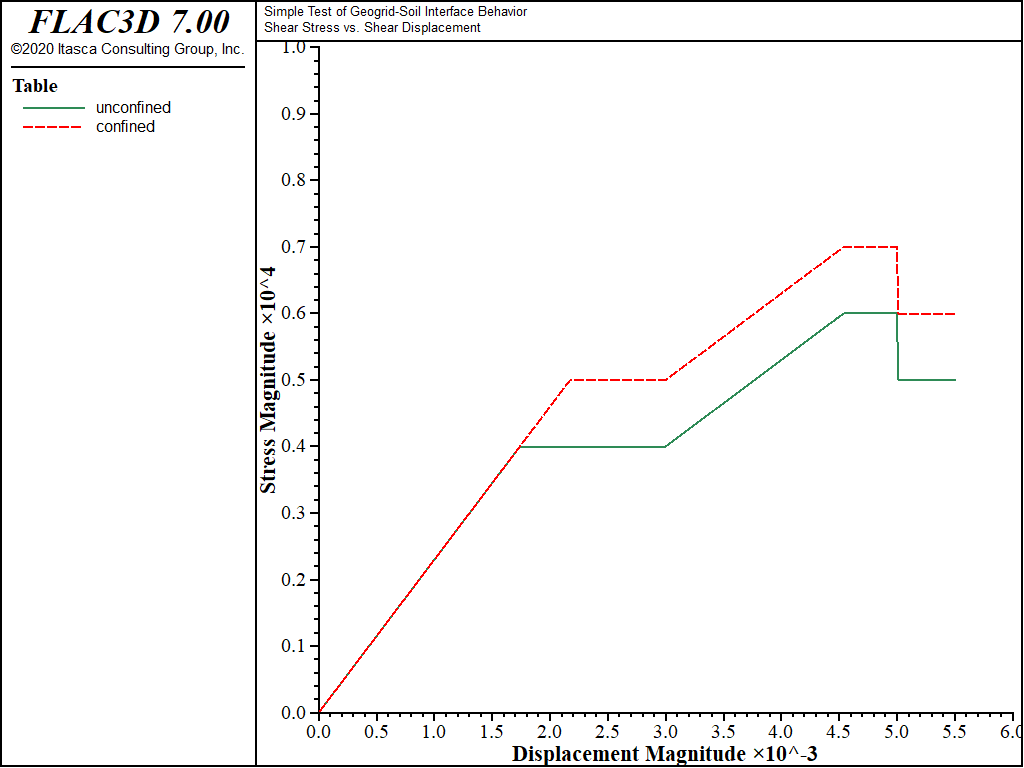 FLAC3D 7.00
©2020 Itasca Consulting Group, Inc.
Table
unconfined
confined
Simple Test of Geogrid-Soil Interface Behavior
Shear Stress vs. Shear Displacement
1.0
0.9
0.8
0.7
0.6
0.5
0.4
0.3
0.2
0.1
0.0
Stress Magnitude ×10^4
0.0 0.5 1.0 1.5 2.0 2.5 3.0 3.5 4.0 4.5 5.0 5.5 6.0
Displacement Magnitude ×10^-3